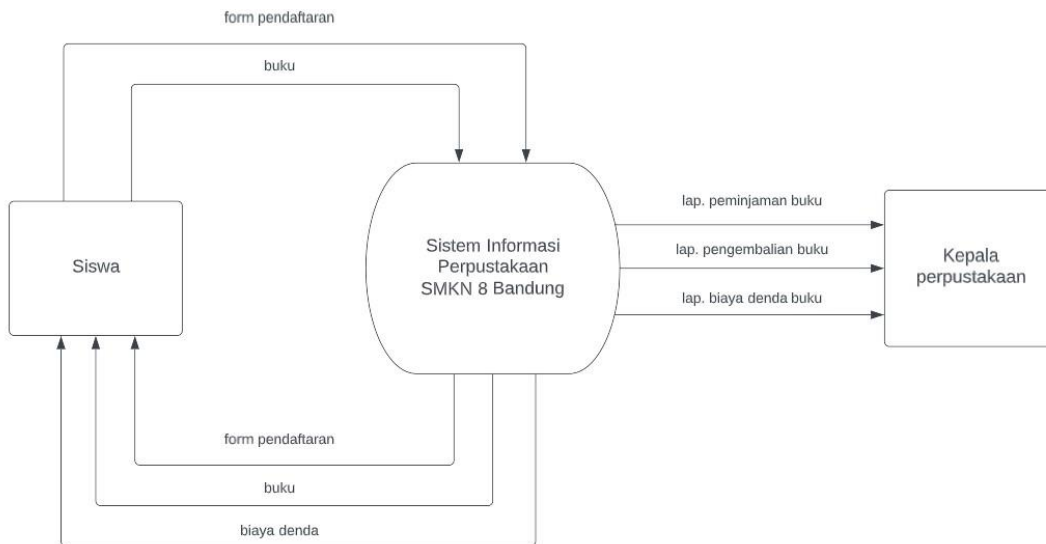 form pendaftaran
buku
Siswa
Sistem Informasi
Perpustakaan
SMKN 8 Bandung
lap. peminjaman buku
lap. pengembalian buku
lap. biaya denda buku
Kepala
perpustakaan
form pendaftaran
buku
biaya denda